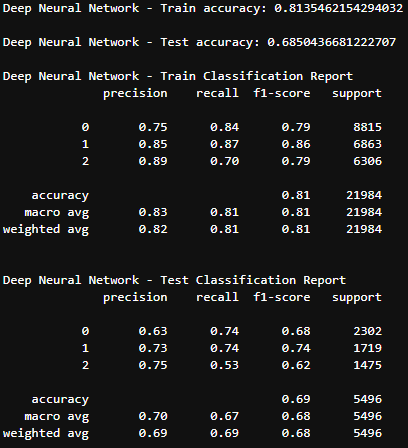 Deep Neural Network - Train accuracy: 0.8135462154294032
Deep Neural Network - Test accuracy: 0.6850436681222707
Deep Neural Network - Train Classification Report
precision recall f1-score support
0 0.75 0.84 0.79 8815
1 0.85 0.87 0.86 6863
2 0.89 0.70 0.79 6306
accuracy 0.81 21984
macro avg 0.83 0.81 0.81 21984
weighted avg 0.82 0.81 0.81 21984
Deep Neural Network - Test Classification Report
precision recall f1-score support
0 0.63 0.74 0.68 2302
1 0.73 0.74 0.74 1719
2 0.75 0.53 0.62 1475
accuracy 0.69 5496
macro avg 0.70 0.67 0.68 5496
weighted avg 0.69 0.69 0.68 5496